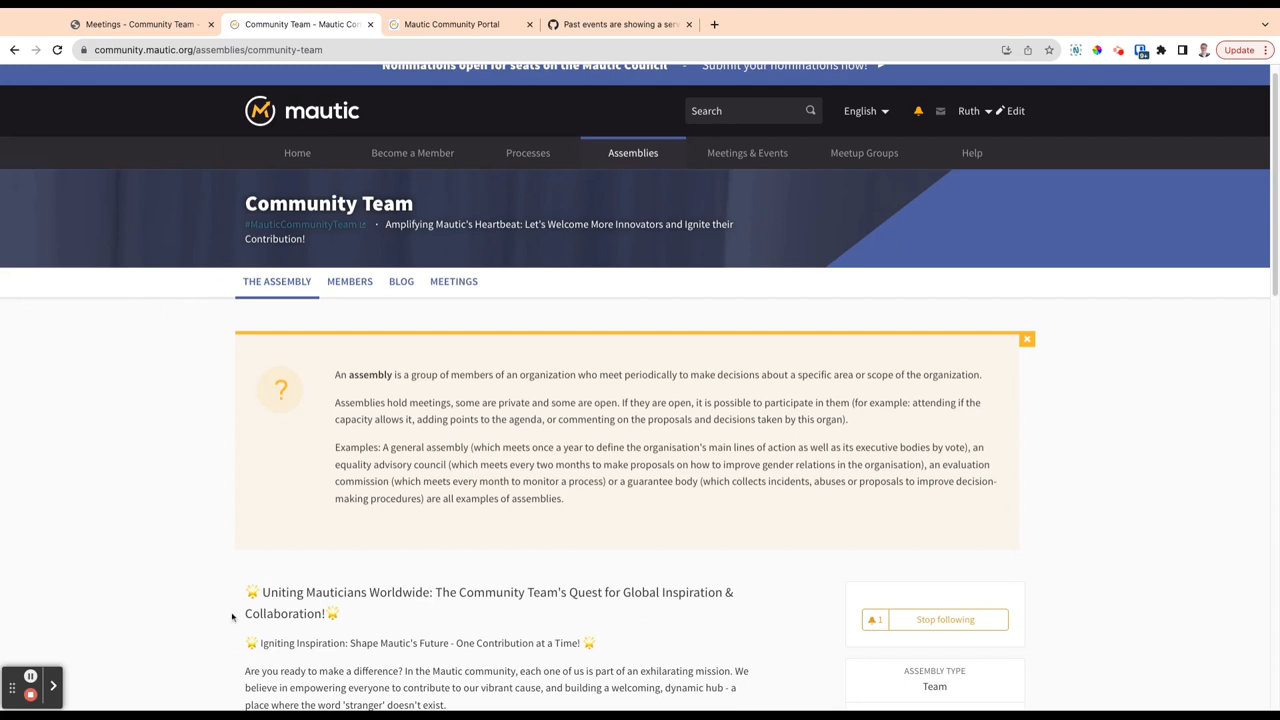 Meetings - Community Team -
Community Team - Mautic Con
Mautic Community Portal
Past events are showing a serv
community.mautic.org/assemblies/community-team
Update
Nominations open for seats on the Mautic Council - Submit your nominations now!
mautic
Search
English
Ruth
Edit
Home
Become a Member
Processes
Assemblies
Meetings & Events
Meetup Groups
Help
Community Team
#MauticCommunityTeam · Amplifying Mautic's Heartbeat: Let's Welcome More Innovators and Ignite their
Contribution!
THE ASSEMBLY
MEMBERS
BLOG
MEETINGS
?
An assembly is a group of members of an organization who meet periodically to make decisions about a specific area or scope of the organization.
Assemblies hold meetings, some are private and some are open. If they are open, it is possible to participate in them (for example: attending if the
capacity allows it, adding points to the agenda, or commenting on the proposals and decisions taken by this organ).
Examples: A general assembly (which meets once a year to define the organisation's main lines of action as well as its executive bodies by vote), an
equality advisory council (which meets every two months to make proposals on how to improve gender relations in the organisation), an evaluation
commission (which meets every month to monitor a process) or a guarantee body (which collects incidents, abuses or proposals to improve decision-
making procedures) are all examples of assemblies.
🌟 Uniting Mauticians Worldwide: The Community Team's Quest for Global Inspiration &
Collaboration!🌟
🌟 Igniting Inspiration: Shape Mautic's Future - One Contribution at a Time! 🌟
Are you ready to make a difference? In the Mautic community, each one of us is part of an exhilarating mission. We
believe in empowering everyone to contribute to our vibrant cause, and building a welcoming, dynamic hub - a
place where the word 'stranger' doesn't exist.
1
Stop following
ASSEMBLY TYPE
Team